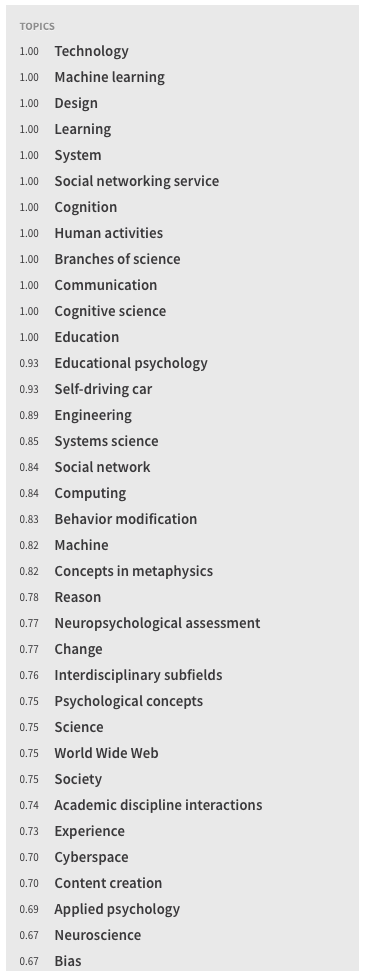 TOPICS
1.00 Technology
1.00 Machine learning
1.00 Design
1.00 Learning
1.00 System
1.00 Social networking service
1.00 Cognition
1.00 Human activities
1.00 Branches of science
1.00 Communication
1.00 Cognitive science
1.00 Education
0.93 Educational psychology
0.93 Self-driving car
0.89 Engineering
0.85 Systems science
0.84 Social network
0.84 Computing
0.83 Behavior modification
0.82 Machine
0.82 Concepts in metaphysics
0.78 Reason
0.77 Neuropsychological assessment
0.77 Change
0.76 Interdisciplinary subfields
0.75 Psychological concepts
0.75 Science
0.75 World Wide Web
0.75 Society
0.74 Academic discipline interactions
0.73 Experience
0.70 Cyberspace
0.70 Content creation
0.69 Applied psychology
0.67 Neuroscience
0.67 Bias